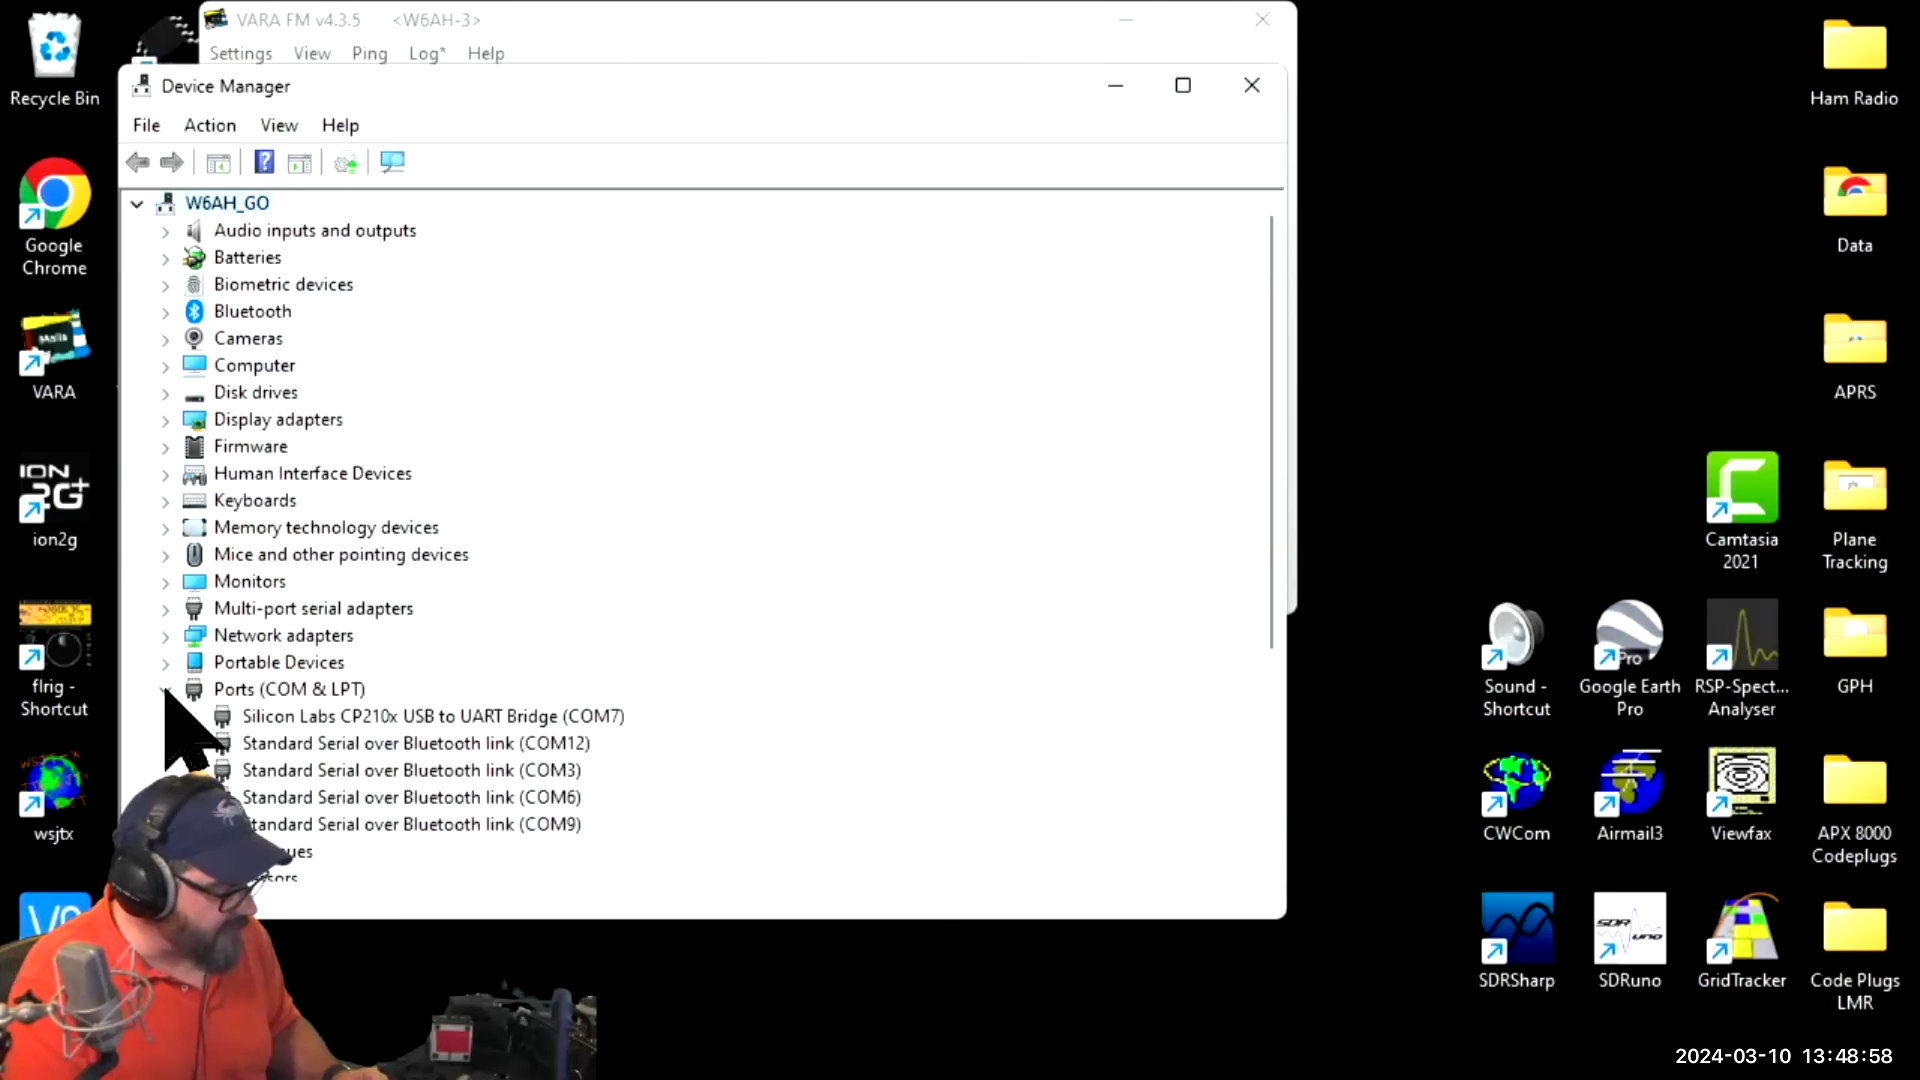 VARA FM v4.3.5 <W6AH-3>
Settings View Ping Log* Help
Device Manager
File Action View Help
W6AH_GO
Audio inputs and outputs
Batteries
Biometric devices
Bluetooth
Cameras
Computer
Disk drives
Display adapters
Firmware
Human Interface Devices
Keyboards
Memory technology devices
Mice and other pointing devices
Monitors
Multi-port serial adapters
Network adapters
Portable Devices
Ports (COM & LPT)
Silicon Labs CP210x USB to UART Bridge (COM7)
Standard Serial over Bluetooth link (COM12)
Standard Serial over Bluetooth link (COM3)
Standard Serial over Bluetooth link (COM6)
tandard Serial over Bluetooth link (COM9)
ues
Recycle Bin
Google
Chrome
VARA
ION
2G+
ion2g
flrig -
Shortcut
wsjtx
Ham Radio
Data
APRS
Camtasia
2021
Plane
Tracking
Sound -
Shortcut
Pro
Google Earth
Pro
RSP-Spect...
Analyser
GPH
CWCom
Airmail3
Viewfax
APX 8000
Codeplugs
SDRSharp
SDR
uno
SDRuno
GridTracker
Code Plugs
LMR
2024-03-10 13:48:58